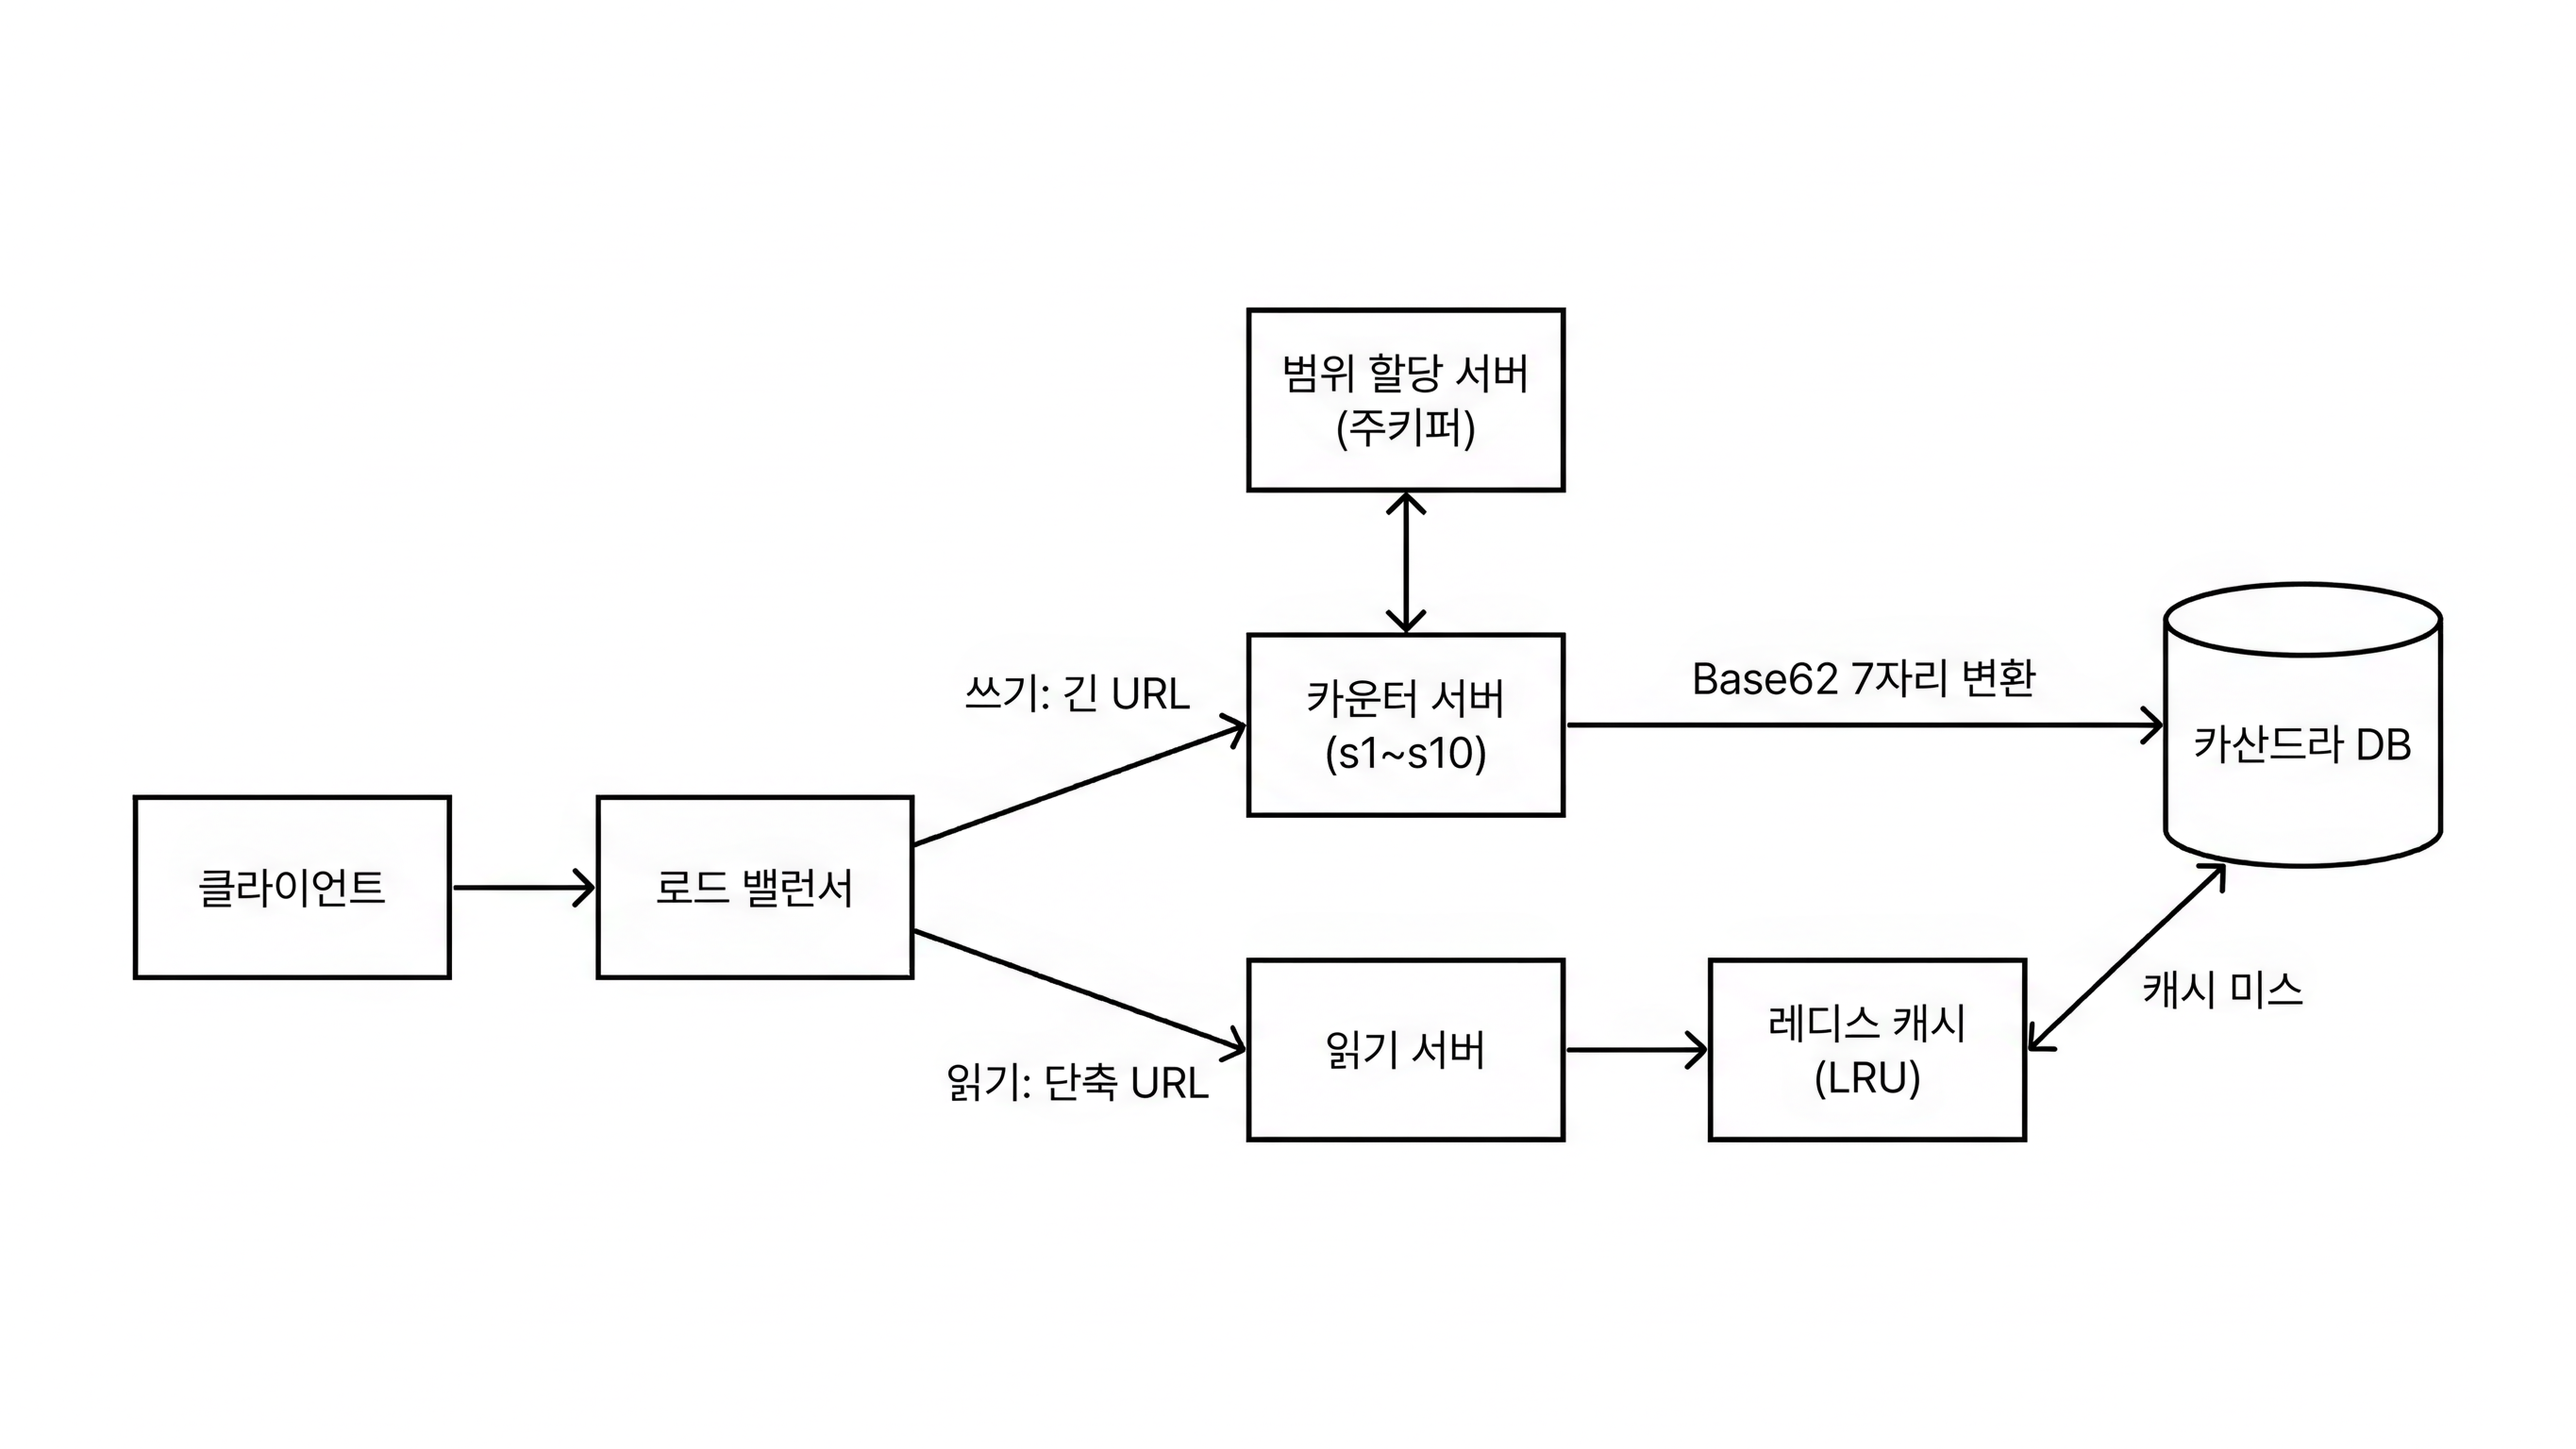 범위 할당 서버
(주키퍼)
쓰기: 긴 URL
카운터 서버
(s1~s10)
Base62 7자리 변환
카산드라 DB
클라이언트
로드 밸런서
읽기: 단축 URL
읽기 서버
레디스 캐시
(LRU)
캐시 미스